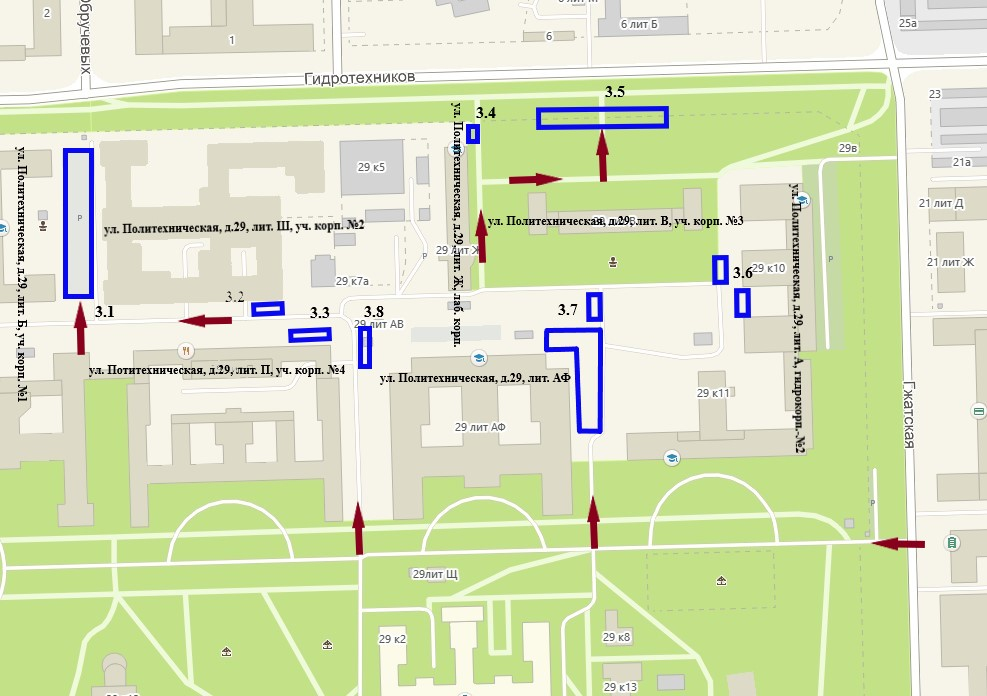 2
Обручевых
1
6 лит Б
6
25а
Гидротехников
23
3.4
3.5
29в
21а
29 к5
21 лит Д
ул. Политехническая, д.29, лит. Б, уч. корп. №1
P
ул. Политехническая, д.29, лит. Ш, уч. корп. №2
ул. Политехническая, д.29, лит. Ж, лаб. корп.
29 лит Ж
ул. Политехническая, д.29, лит. В, уч. корп. №3
ул. Политехническая, д.29, лит. А, гидрокорп.-№2
P
P
29 к7а
29 к10
21 лит Ж
3.1
3.2
3.3
3.8
3.7
3.6
29 лит АВ
ул. Потитехническая, д.29, лит. П, уч. корп. №4
ул. Политехническая, д.29, лит. АФ
29 к11
Гжатская
29 лит АФ
P
29лит Щ
29 к2
29 к8
29 к13